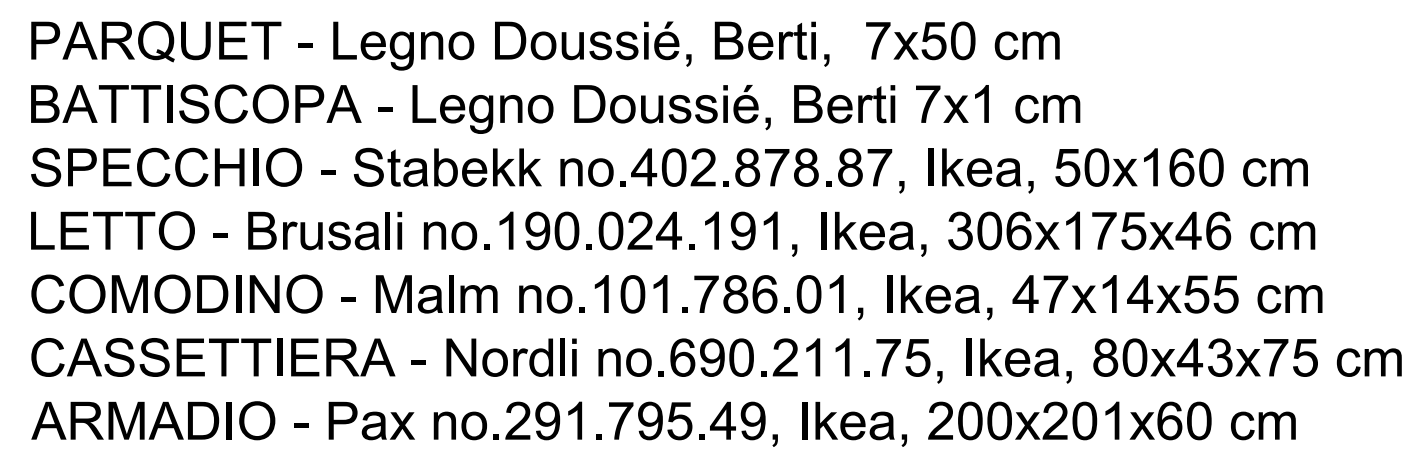 PARQUET - Legno Doussié, Berti,  7x50 cm
BATTISCOPA - Legno Doussié, Berti 7x1 cm
SPECCHIO - Stabekk no.402.878.87, Ikea, 50x160 cm
LETTO - Brusali no.190.024.191, Ikea, 306x175x46 cm
COMODINO - Malm no.101.786.01, Ikea, 47x14x55 cm
CASSETTIERA - Nordli no.690.211.75, Ikea, 80x43x75 cm
ARMADIO - Pax no.291.795.49, Ikea, 200x201x60 cm